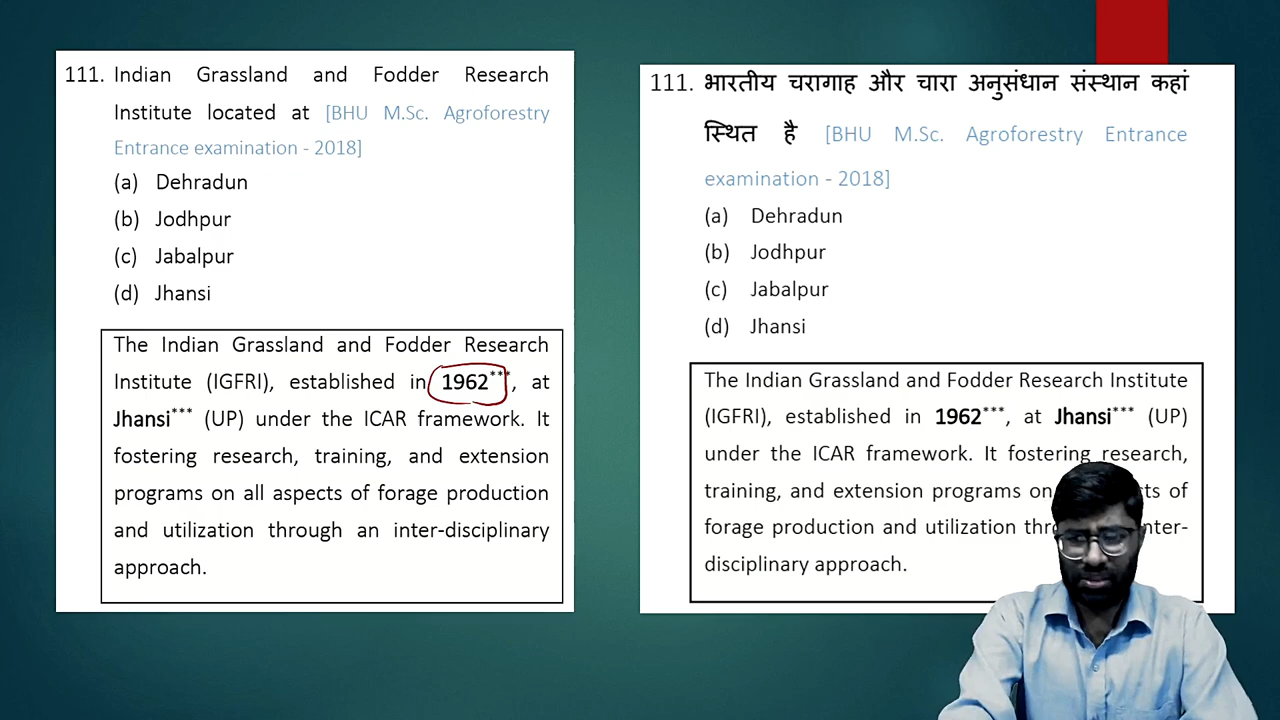 111. Indian Grassland and Fodder Research
Institute located at [BHU M.Sc. Agroforestry
Entrance examination - 2018]
(a) Dehradun
(b) Jodhpur
(c) Jabalpur
(d) Jhansi
The Indian Grassland and Fodder Research
Institute (IGFRI), established in 1962***, at
Jhansi*** (UP) under the ICAR framework. It
fostering research, training, and extension
programs on all aspects of forage production
and utilization through an inter-disciplinary
approach.
111. भारतीय चरागाह और चारा अनुसंधान संस्थान कहां
स्थित है [BHU M.Sc. Agroforestry Entrance
examination - 2018]
(a) Dehradun
(b) Jodhpur
(c) Jabalpur
(d) Jhansi
The Indian Grassland and Fodder Research Institute
(IGFRI), established in 1962***, at Jhansi*** (UP)
under the ICAR framework. It fostering research,
training, and extension programs on of
forage production and utilization
disciplinary approach.